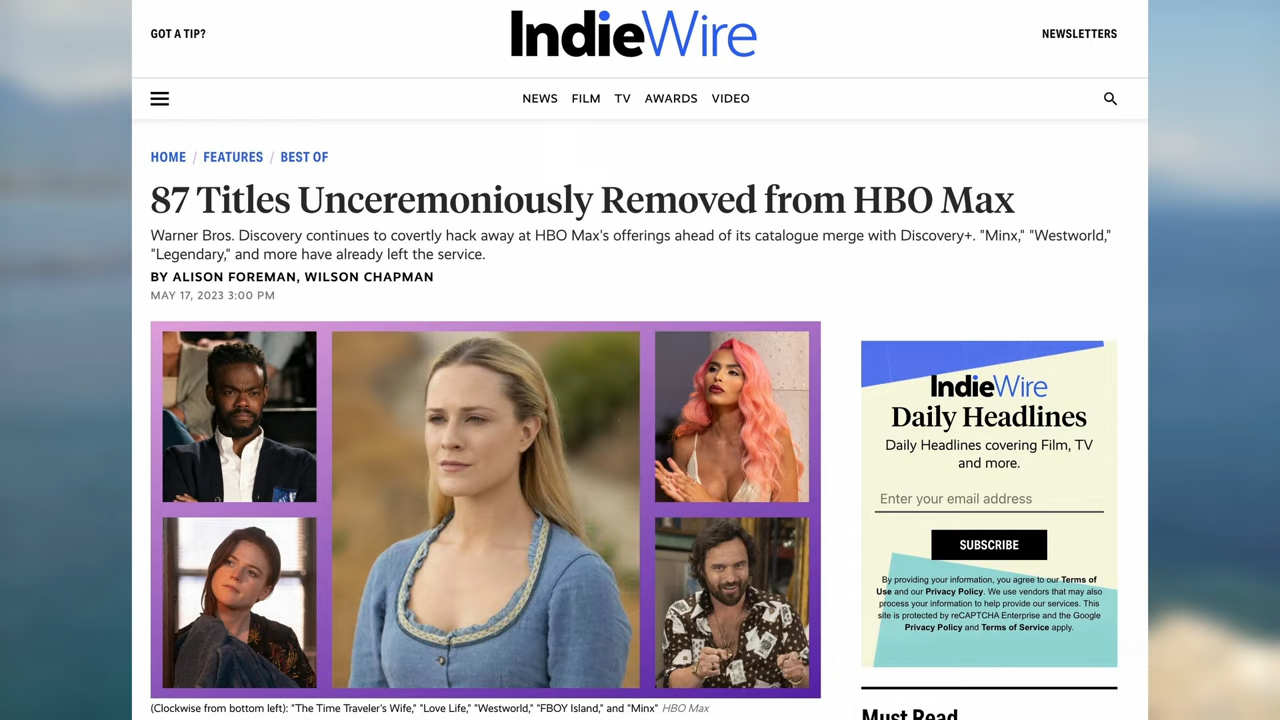 GOT A TIP?
IndieWire
NEWSLETTERS
NEWS FILM TV AWARDS VIDEO
HOME / FEATURES / BEST OF
87 Titles Unceremoniously Removed from HBO Max
Warner Bros. Discovery continues to covertly hack away at HBO Max's offerings ahead of its catalogue merge with Discovery+. "Minx," "Westworld,"
"Legendary," and more have already left the service.
BY ALISON FOREMAN, WILSON CHAPMAN
MAY 17, 2023 3:00 PM
(Clockwise from bottom left): "The Time Traveler's Wife," "Love Life," "Westworld," "FBOY Island," and "Minx" HBO Max
IndieWire
Daily Headlines
Daily Headlines covering Film, TV
and more.
Enter your email address
SUBSCRIBE
By providing your information, you agree to our Terms of
Use and our Privacy Policy. We use vendors that may also
process your information to help provide our services. This
site is protected by reCAPTCHA Enterprise and the Google
Privacy Policy and Terms of Service apply.
Must Read